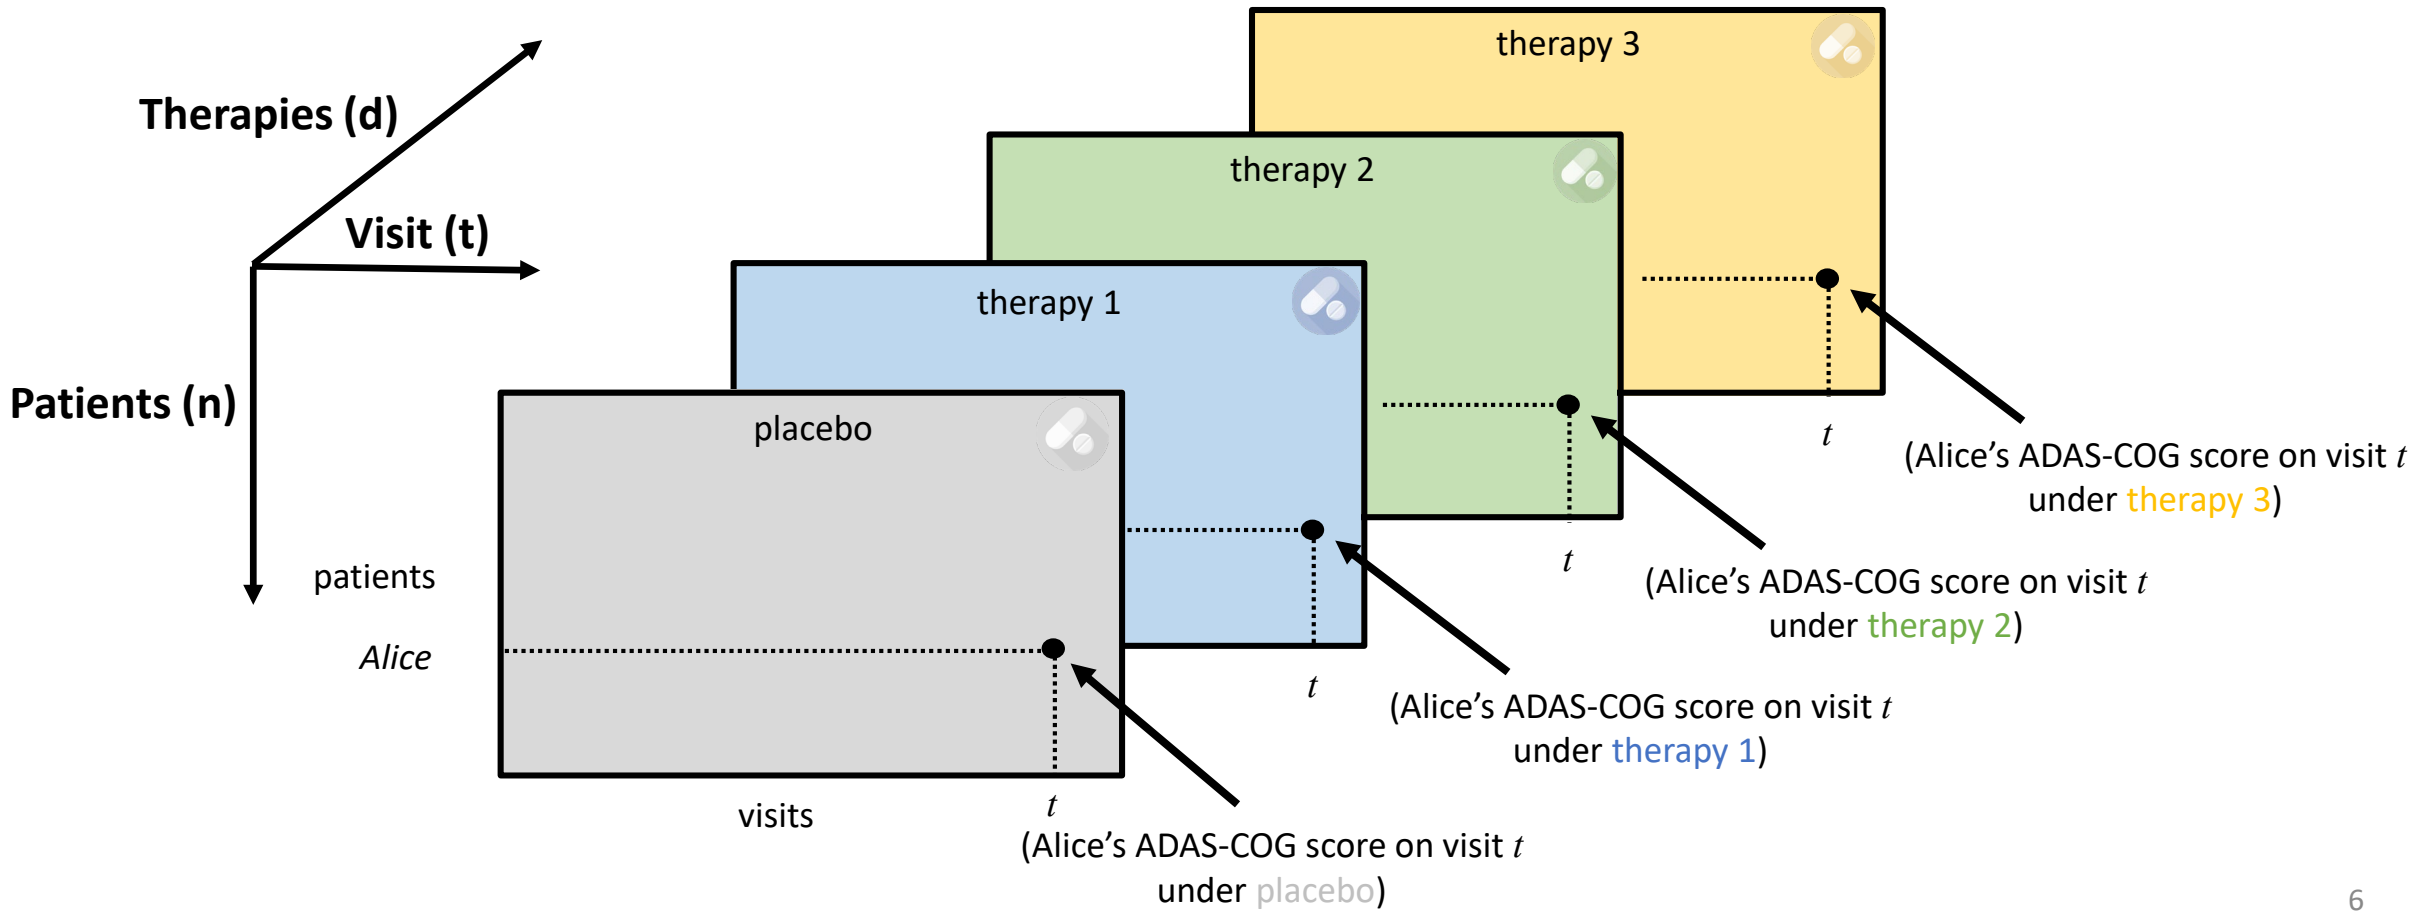 therapy 3
Therapies (d)
therapy 2
Visit (t)
therapy 1
Patients (n)
placebo
t
(Alice’s ADAS-COG score on visit t
under therapy 3)
t
patients
(Alice’s ADAS-COG score on visit t
under therapy 2)
Alice
t
(Alice’s ADAS-COG score on visit t
under therapy 1)
visits
t
(Alice’s ADAS-COG score on visit t
under placebo)
6